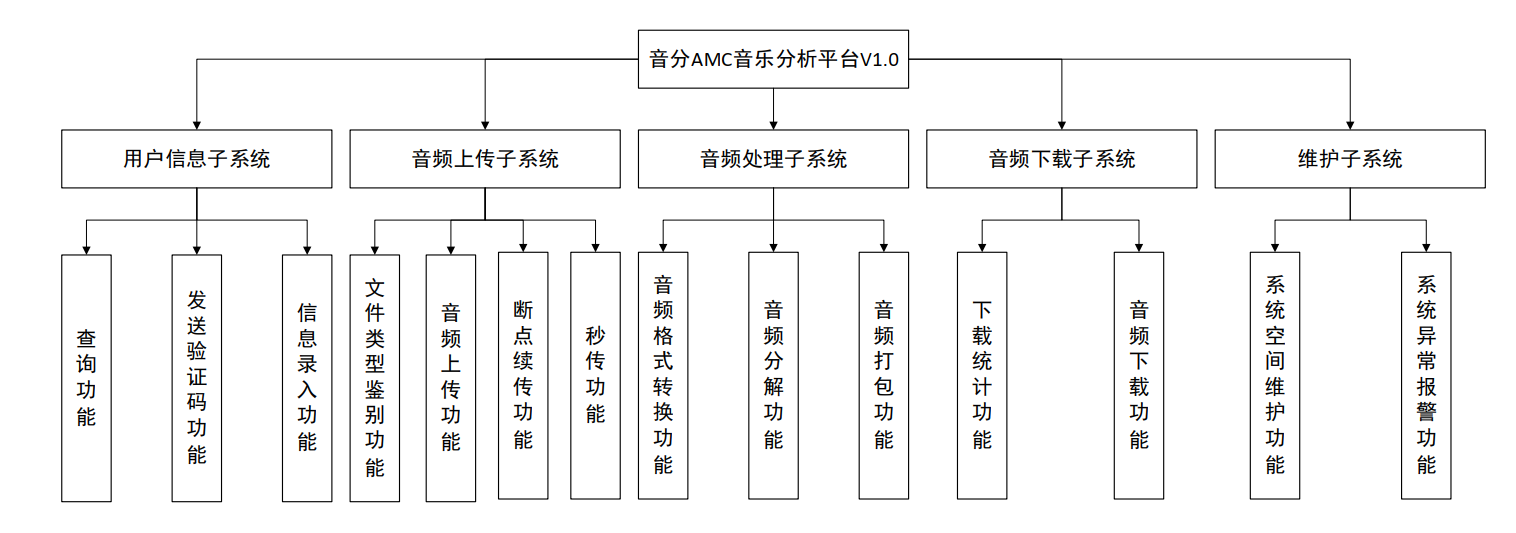 音分AMC音乐分析平台V1.0
用户信息子系统
音频上传子系统
音频处理子系统
音频下载子系统
维护子系统
查询功能
发送验证码功能
信息录入功能
文件类型鉴别功能
音频上传功能
断点续传功能
秒传功能
音频格式转换功能
音频分解功能
音频打包功能
下载统计功能
音频下载功能
系统空间维护功能
系统异常报警功能